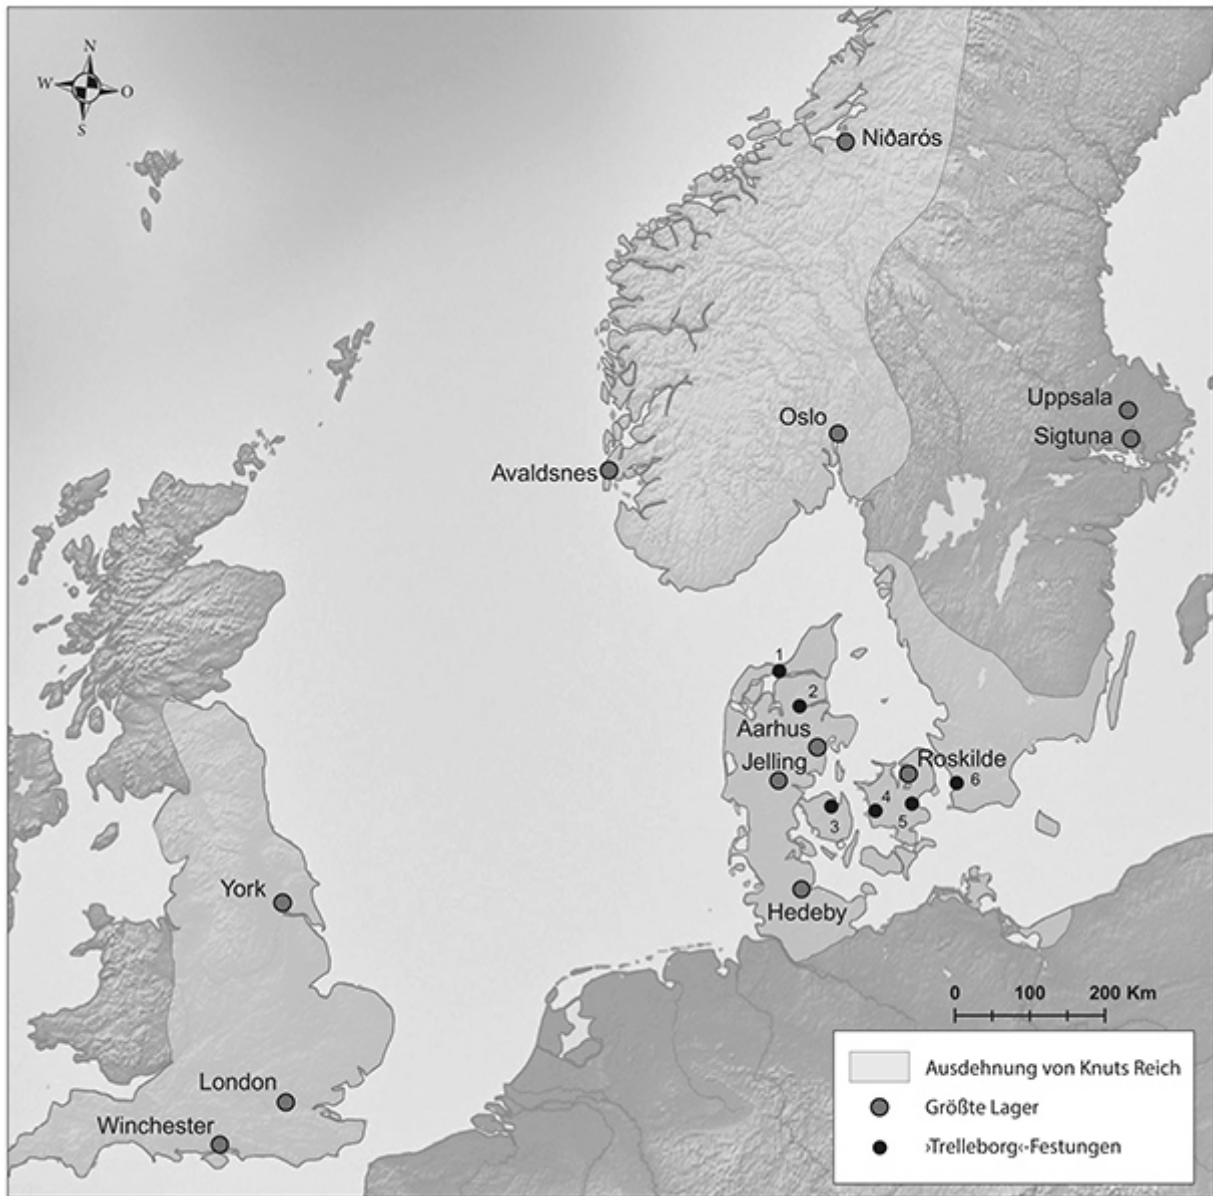 N
W O
S
Niðarós
Uppsala
Oslo
Sigtuna
Avaldsnes
1
2
Aarhus
Jelling
Roskilde
6
4
3
5
York
Hedeby
0 100 200 Km
London
Winchester
Ausdehnung von Knuts Reich
Größte Lager
›Trelleborg‹-Festungen